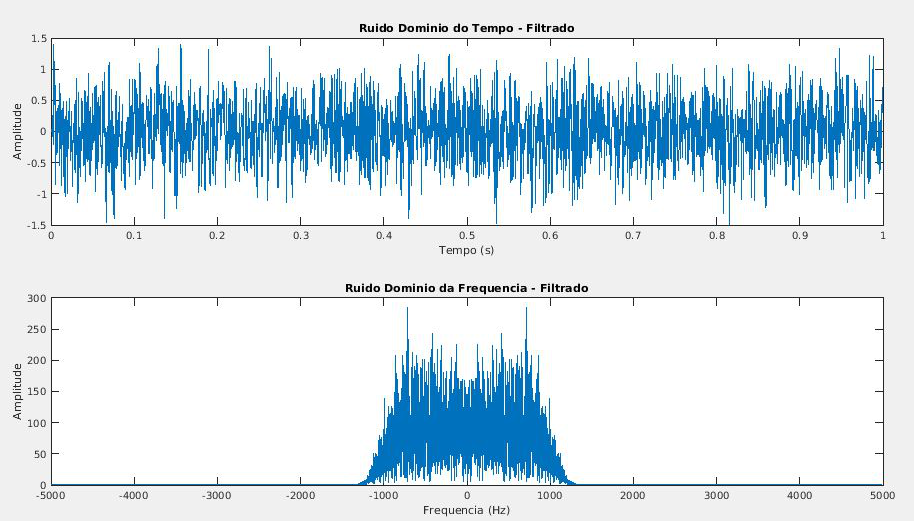 Ruido Dominio do Tempo - Filtrado
1.5
1
0.5
0
-0.5
-1
-1.5
Amplitude
0 0.1 0.2 0.3 0.4 0.5 0.6 0.7 0.8 0.9 1
Tempo (s)
Ruido Dominio da Frequencia - Filtrado
300
250
200
150
100
50
0
Amplitude
-5000 -4000 -3000 -2000 -1000 0 1000 2000 3000 4000 5000
Frequencia (Hz)